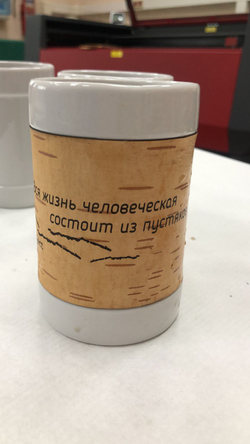 жизнь человеческая
состоит из